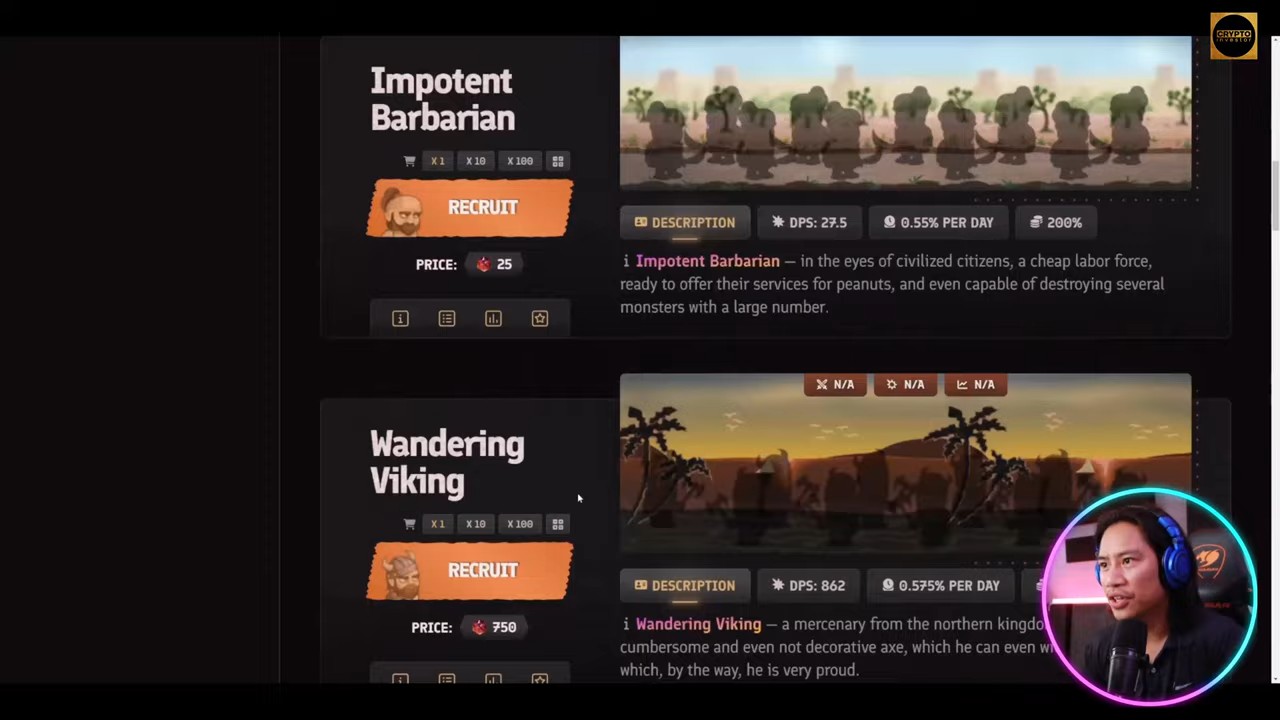 CRYPTO
investor
Impotent
Barbarian
X 1 X 10 X 100
RECRUIT
PRICE: 25
DESCRIPTION DPS: 27.5 0.55% PER DAY 200%
i Impotent Barbarian — in the eyes of civilized citizens, a cheap labor force,
ready to offer their services for peanuts, and even capable of destroying several
monsters with a large number.
N/A N/A N/A
Wandering
Viking
X 1 X 10 X 100
RECRUIT
PRICE: 750
DESCRIPTION DPS: 862 0.575% PER DAY
i Wandering Viking — a mercenary from the northern kingdo
cumbersome and even not decorative axe, which he can even wi
which, by the way, he is very proud.
COUGAR